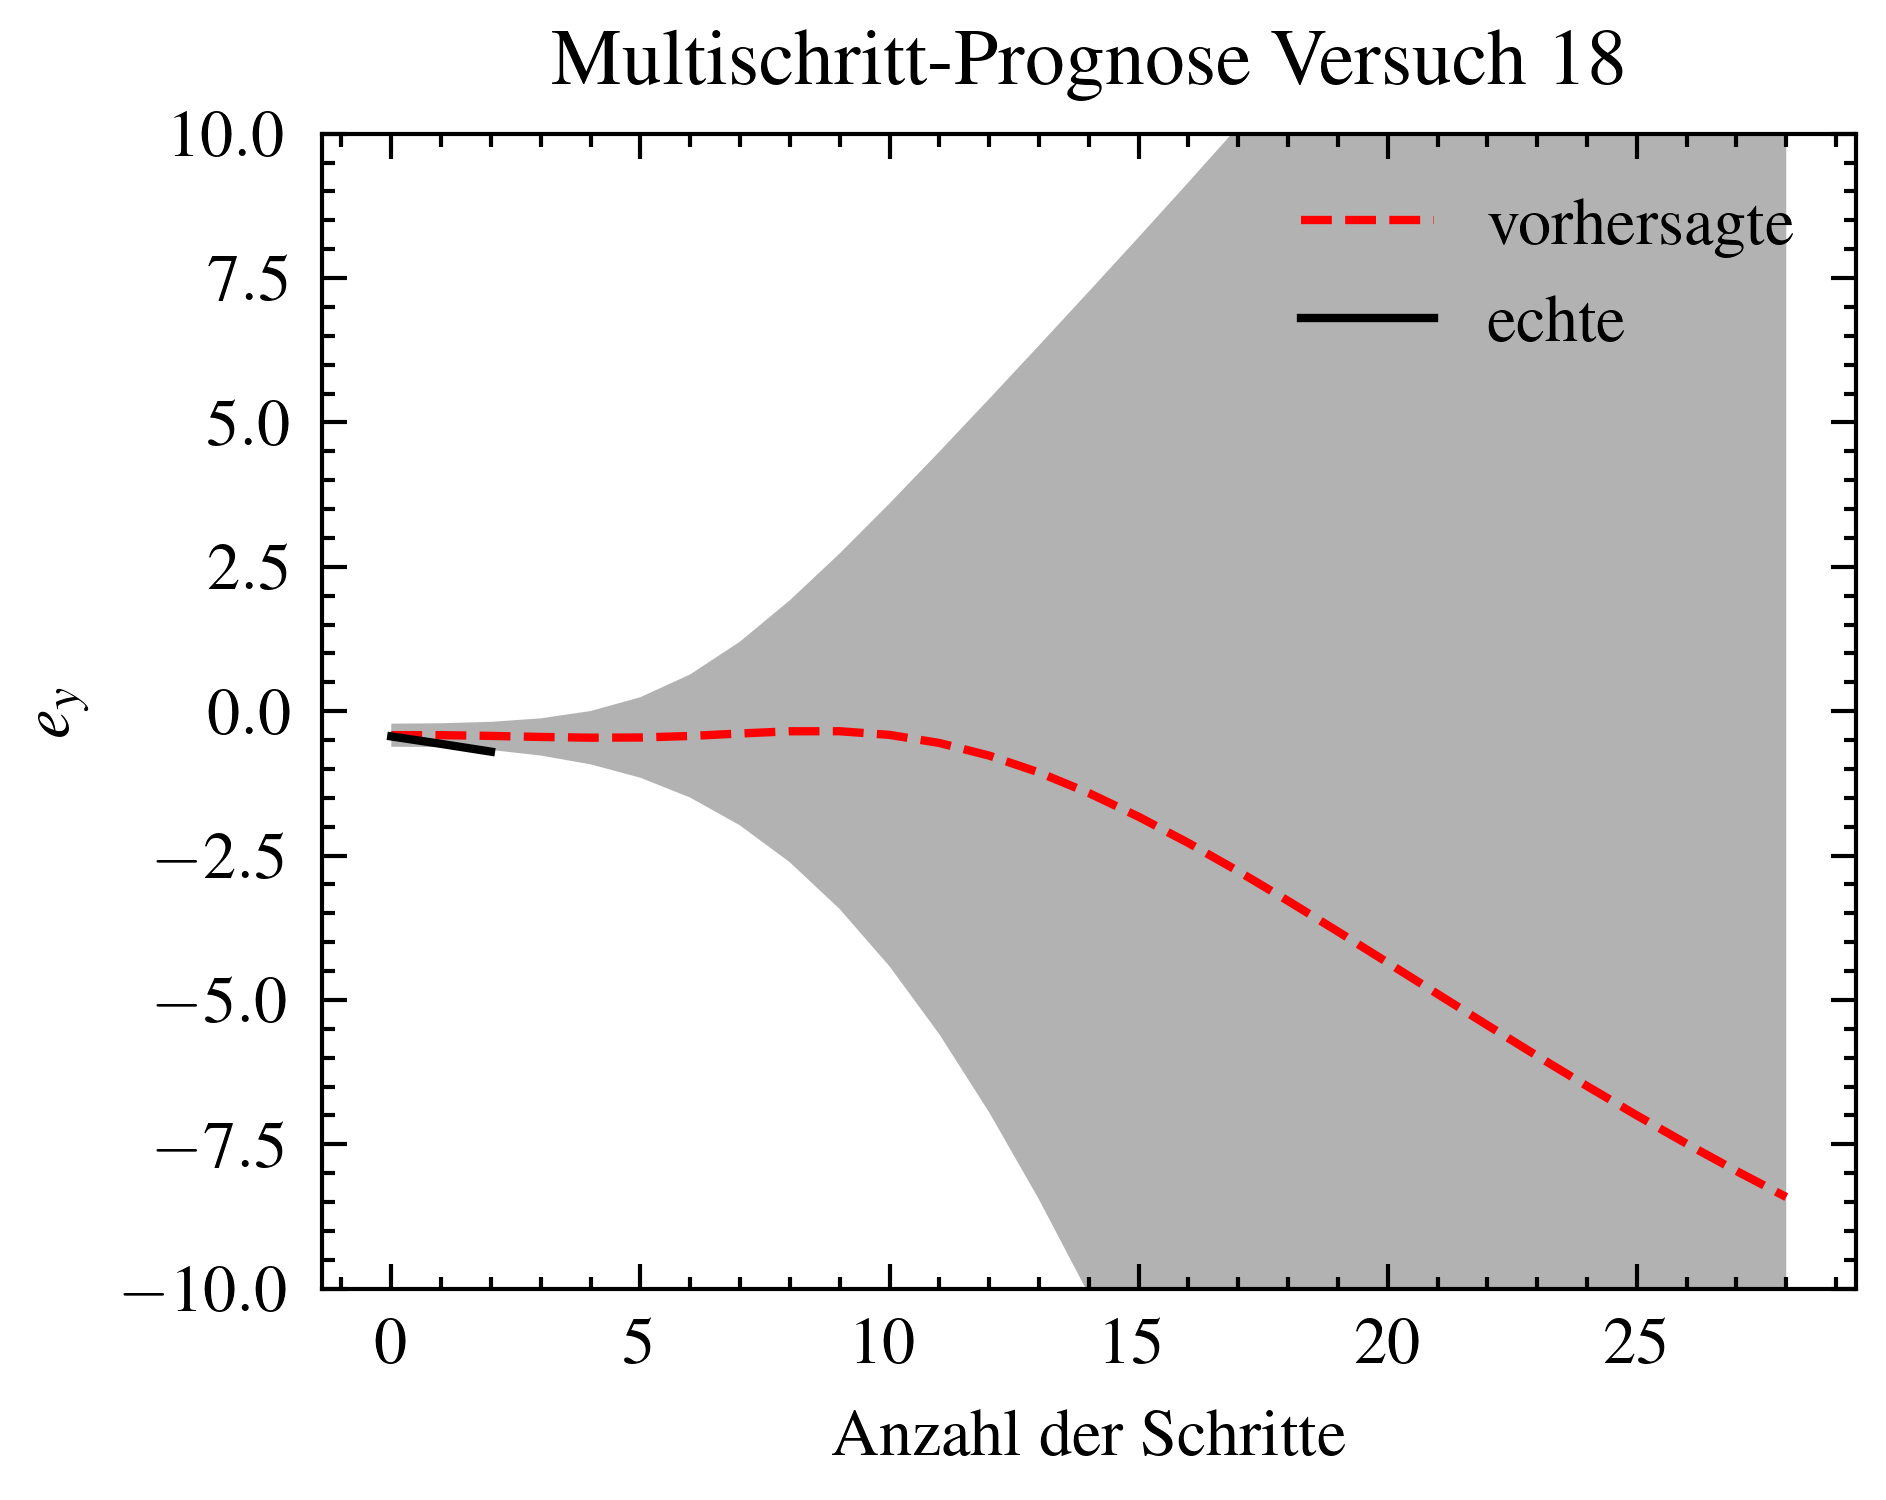 Multischritt-Prognose Versuch 18
10.0
7.5
5.0
2.5
0.0
−2.5
−5.0
−7.5
−10.0
e_y
vorhersagte
echte
0 5 10 15 20 25
Anzahl der Schritte